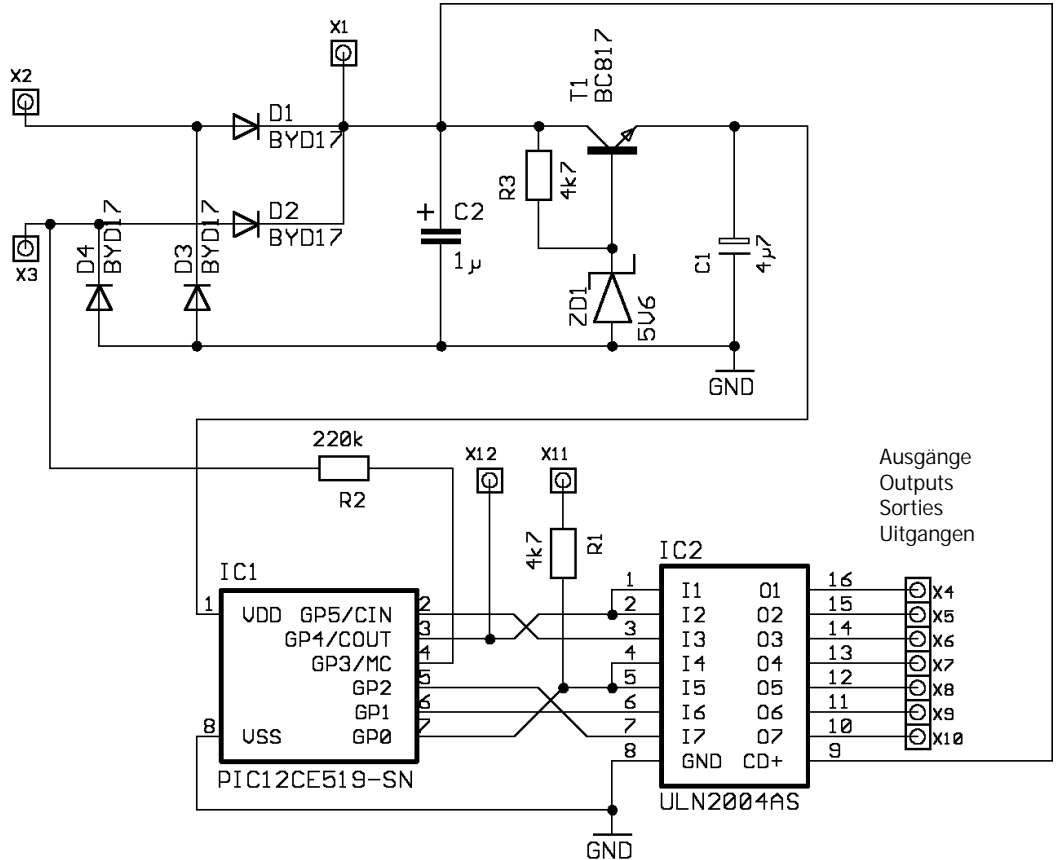 X1
X2
D1
BYD17
T1
BC817
R3
4k7
D2
BYD17
X3
D4
BYD17
D3
BYD17
+
C2
1µ
ZD1
5V6
C1
4µ7
GND
220k
R2
X12
X11
4k7
R1
Ausgänge
Outputs
Sorties
Uitgangen
IC1
IC2
1 VDD GP5/CIN 2
GP4/COUT 3
GP3/MC 4
GP2 5
GP1 6
8 VSS GP0 7
PIC12CE519-SN
1 I1 O1 16 X4
2 I2 O2 15 X5
3 I3 O3 14 X6
4 I4 O4 13 X7
5 I5 O5 12 X8
6 I6 O6 11 X9
7 I7 O7 10 X10
8 GND CD+ 9
ULN2004AS
GND